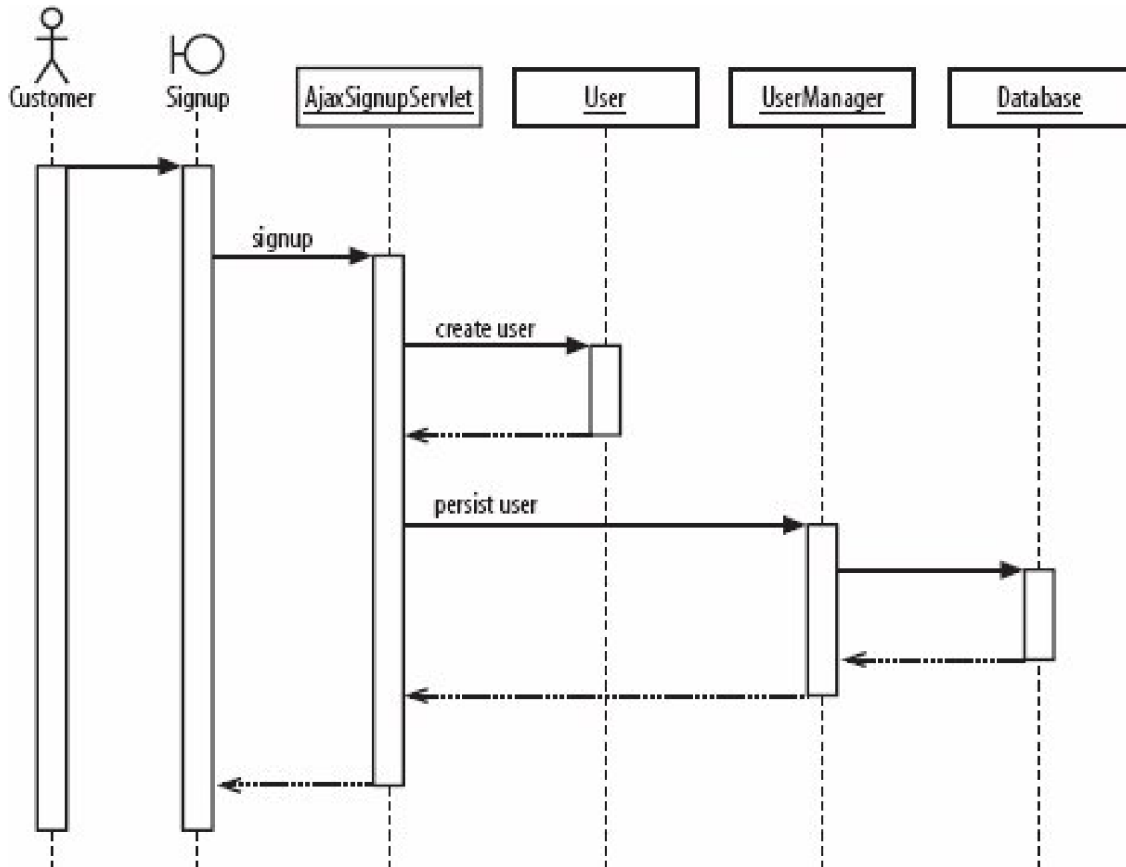 Customer
Signup
AjaxSignupServlet
User
UserManager
Database
signup
create user
persist user